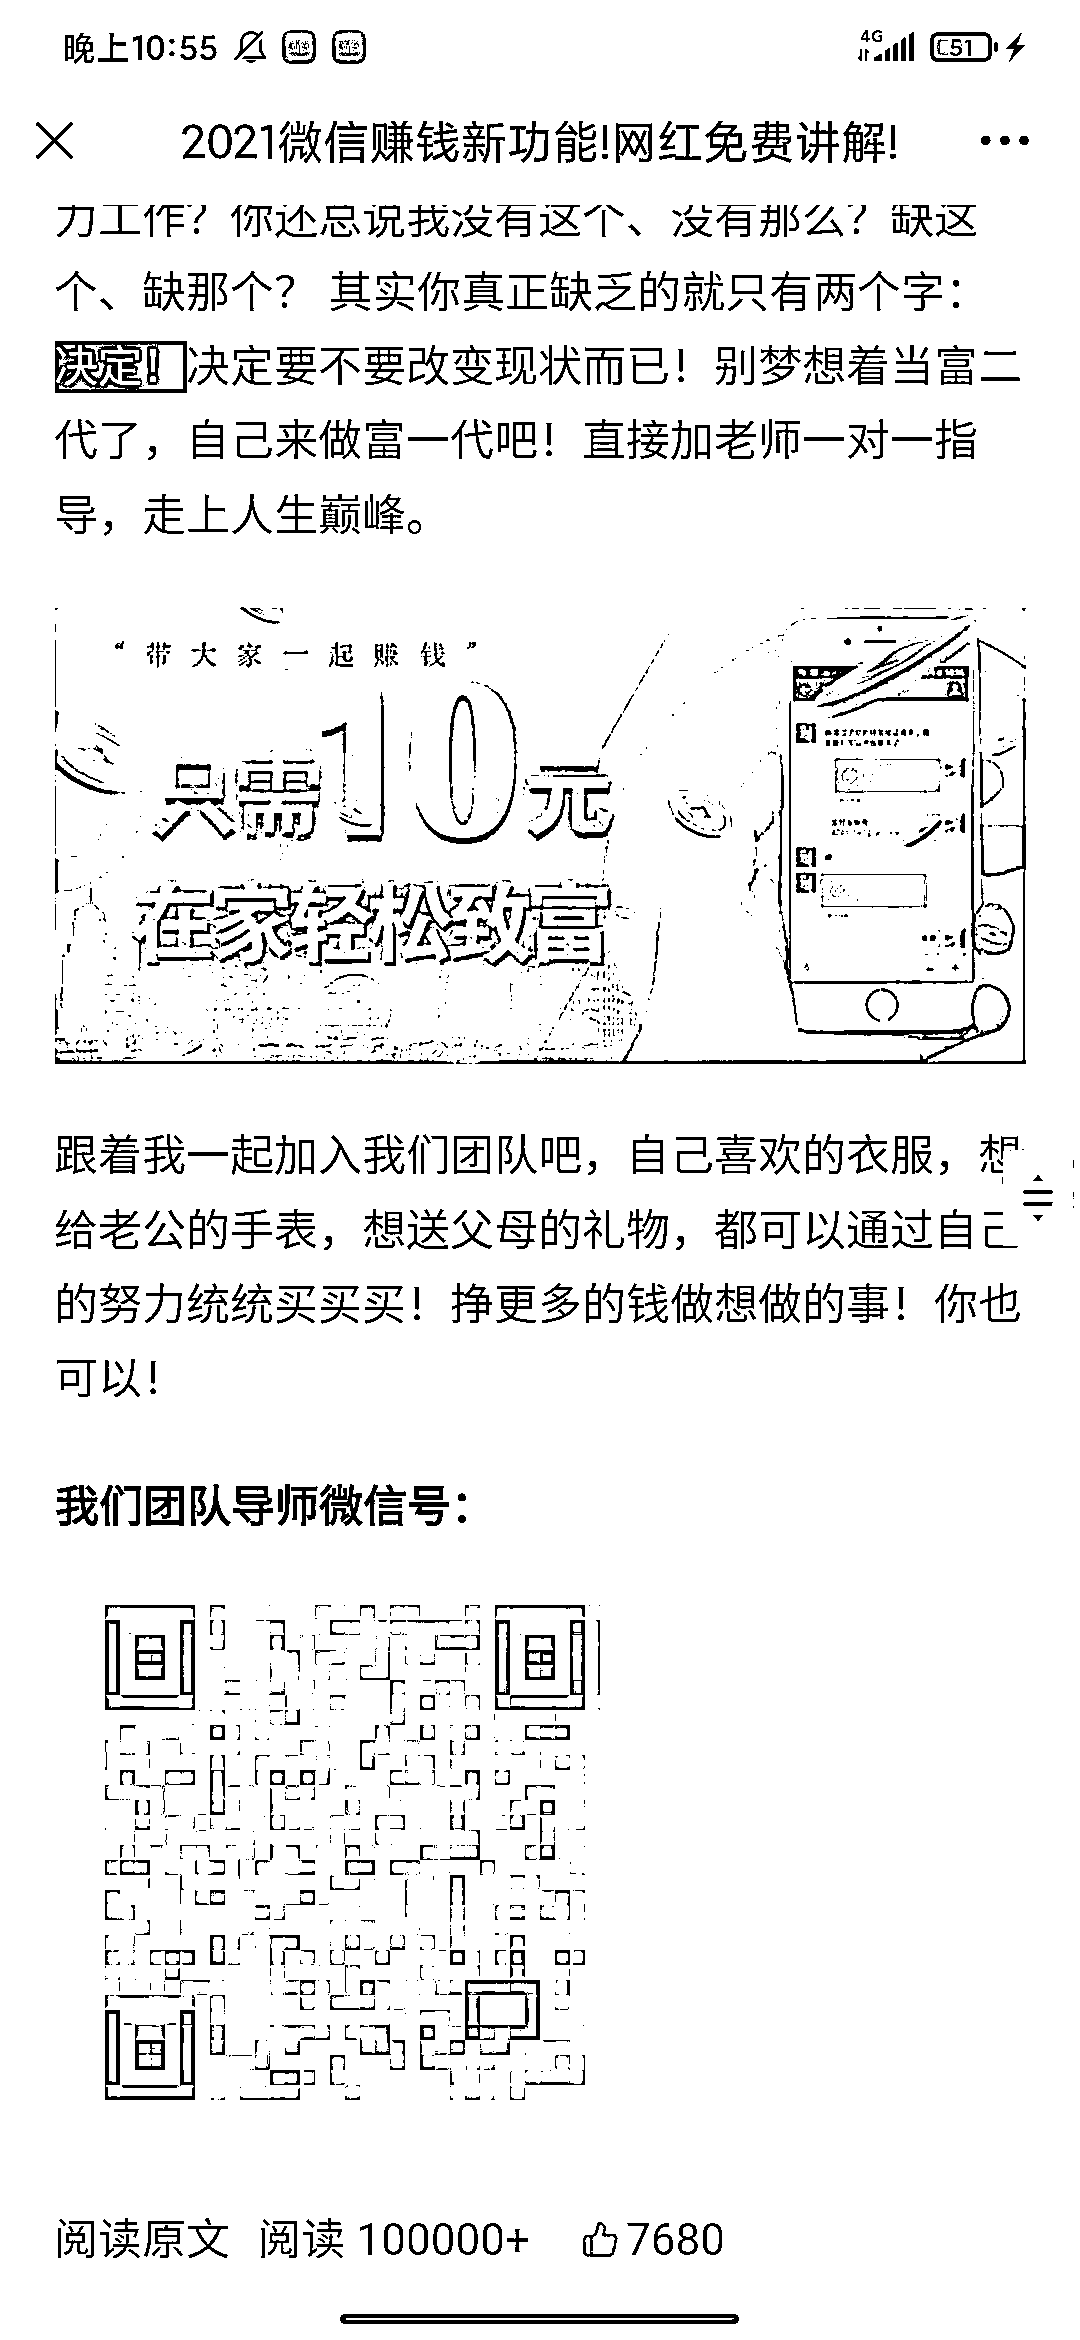 晚上10:55
4G
51
2021微信赚钱新功能!网红免费讲解!
力工作？你还总说我没有这个、没有那么？缺这
个、缺那个？ 其实你真正缺乏的就只有两个字：
决定！决定要不要改变现状而已！别梦想着当富二
代了，自己来做富一代吧！直接加老师一对一指
导，走上人生巅峰。
“带大家一起赚钱”
只需10元
在家轻松致富
跟着我一起加入我们团队吧，自己喜欢的衣服，想
给老公的手表，想送父母的礼物，都可以通过自己
的努力统统买买买！挣更多的钱做想做的事！你也
可以！
我们团队导师微信号：
阅读原文 阅读 100000+ 7680